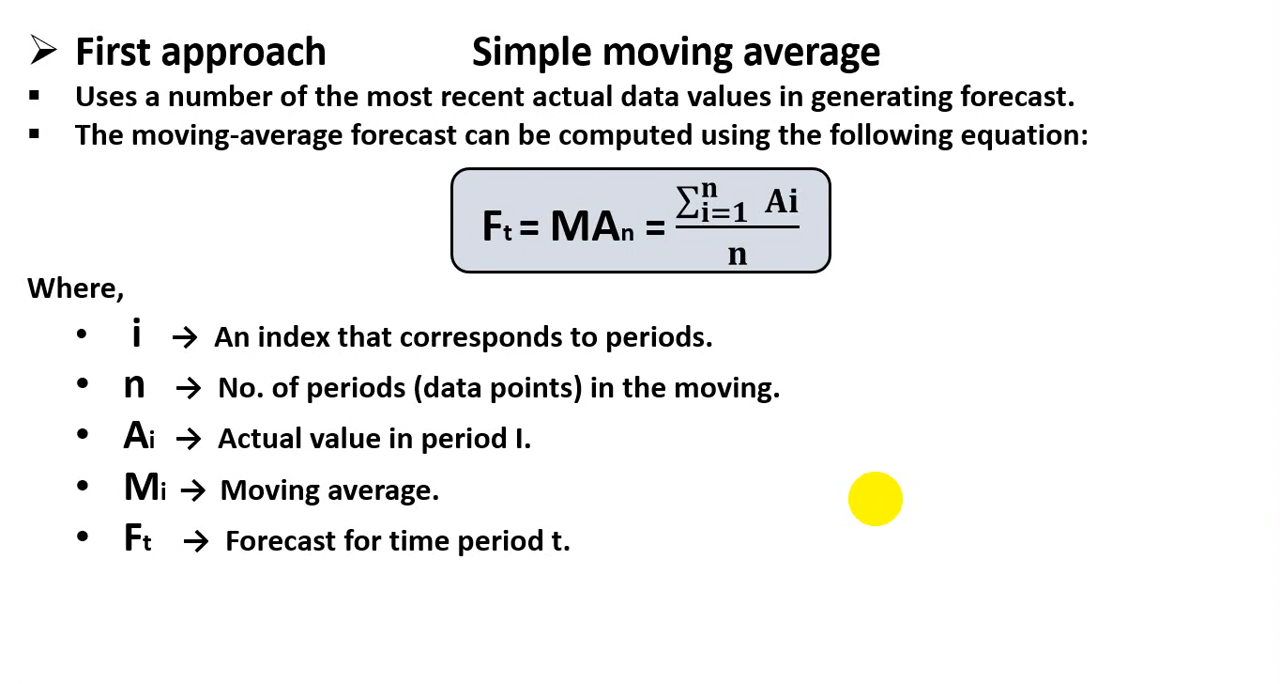 ➢ First approach Simple moving average
▪ Uses a number of the most recent actual data values in generating forecast.
▪ The moving-average forecast can be computed using the following equation:
Fₜ = MAₙ = \frac{\sum_{i=1}^{n} Ai}{n}
Where,
• i → An index that corresponds to periods.
• n → No. of periods (data points) in the moving.
• Aᵢ → Actual value in period I.
• Mᵢ → Moving average.
• Fₜ → Forecast for time period t.